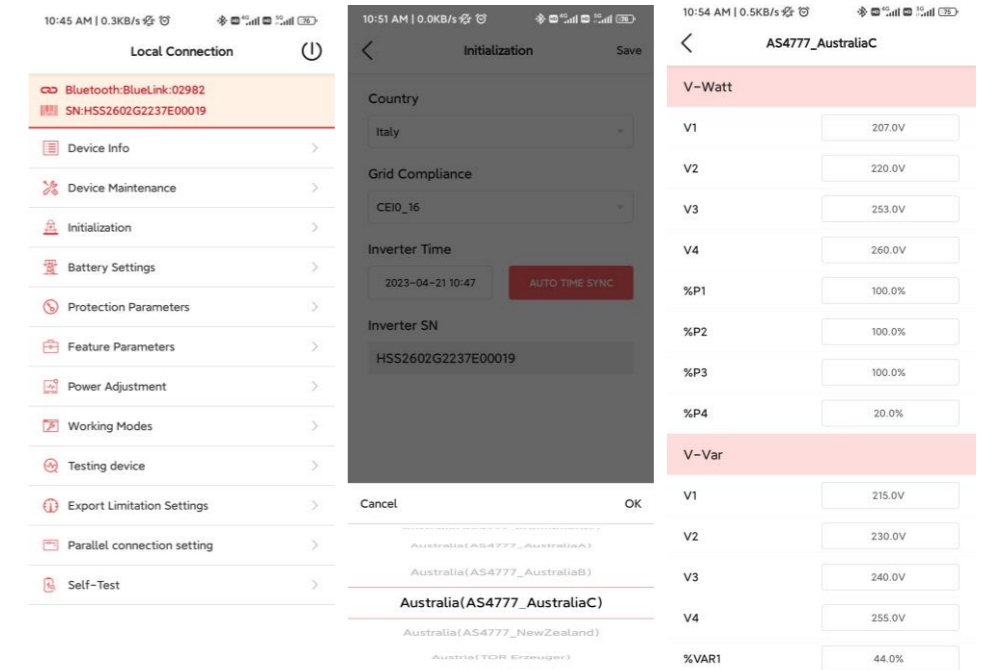 10:45 AM | 0.3KB/s
Local Connection
Bluetooth:BlueLink:02982
SN:HSS2602G2237E00019
Device Info
Device Maintenance
Initialization
Battery Settings
Protection Parameters
Feature Parameters
Power Adjustment
Working Modes
Testing device
Export Limitation Settings
Parallel connection setting
Self-Test
10:51 AM | 0.0KB/s
Initialization Save
Country
Italy
Grid Compliance
CEI0_16
Inverter Time
2023-04-21 10:47 AUTO TIME SYNC
Inverter SN
HSS2602G2237E00019
Cancel OK
Australia(AS4777_AustraliaA)
Australia(AS4777_AustraliaB)
Australia(AS4777_AustraliaC)
Australia(AS4777_NewZealand)
Austria(TOR Erzeuger)
10:54 AM | 0.5KB/s
AS4777_AustraliaC
V-Watt
V1 207.0V
V2 220.0V
V3 253.0V
V4 260.0V
%P1 100.0%
%P2 100.0%
%P3 100.0%
%P4 20.0%
V-Var
V1 215.0V
V2 230.0V
V3 240.0V
V4 255.0V
%VAR1 44.0%